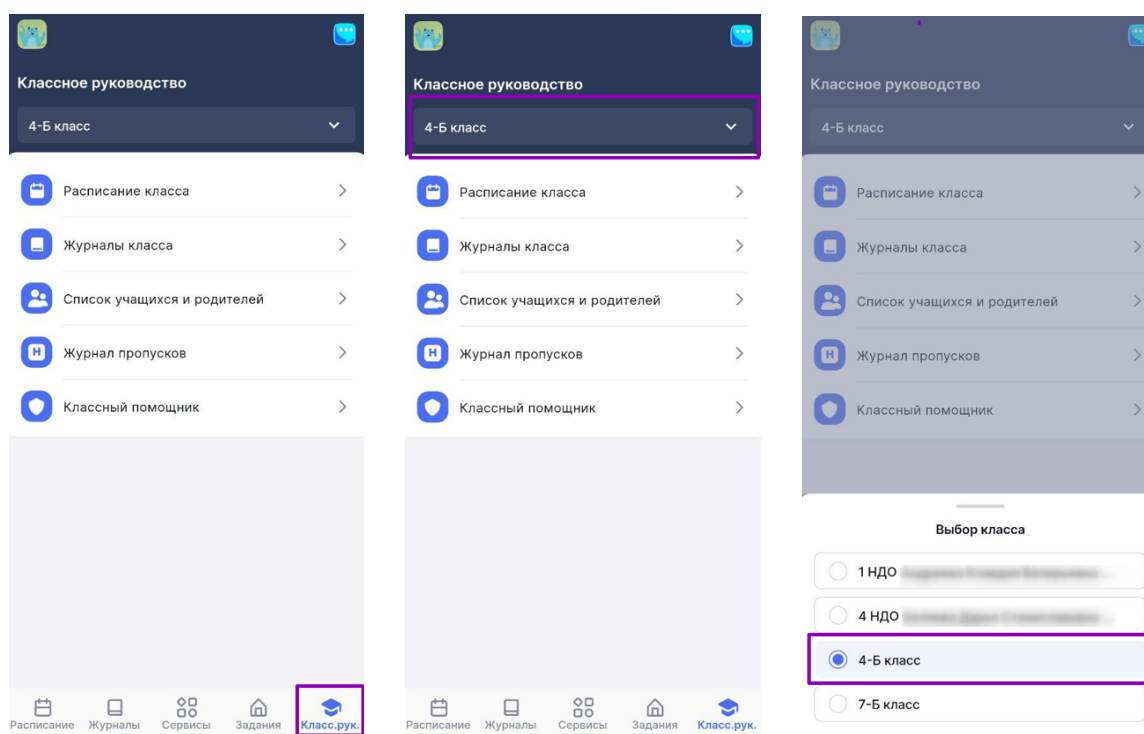 Классное руководство
4-Б класс
Расписание класса
Журналы класса
Список учащихся и родителей
Н
Журнал пропусков
Классный помощник
Расписание
Журналы
Сервисы
Задания
Класс.рук.
Классное руководство
4-Б класс
Расписание класса
Журналы класса
Список учащихся и родителей
Н
Журнал пропусков
Классный помощник
Расписание
Журналы
Сервисы
Задания
Класс.рук.
Классное руководство
4-Б класс
Расписание класса
Журналы класса
Список учащихся и родителей
Н
Журнал пропусков
Классный помощник
Выбор класса
1 НДО
4 НДО
4-Б класс
7-Б класс